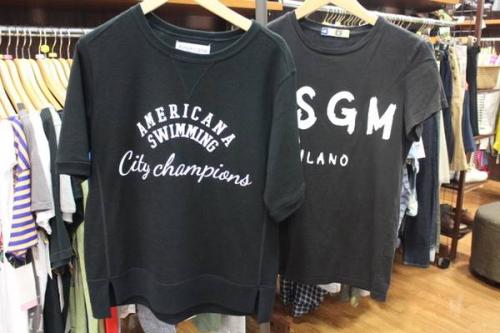 AMERICANA
SWIMMING
City champions
SGM
ILANO